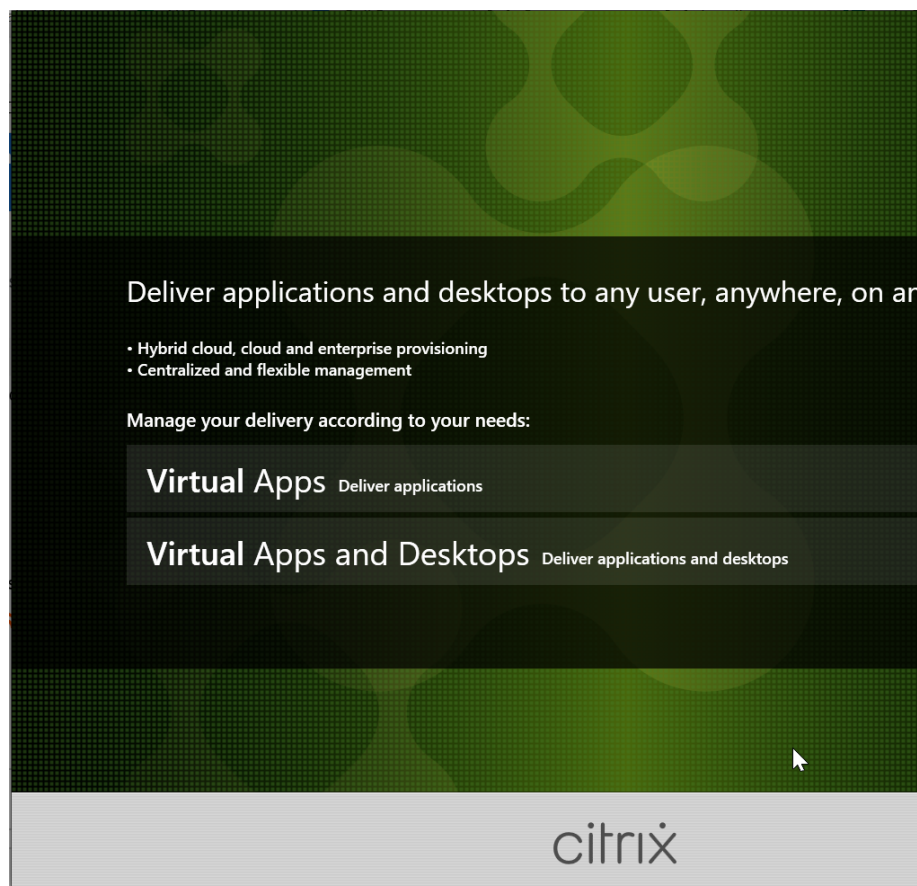 Deliver applications and desktops to any user, anywhere, on
• Hybrid cloud, cloud and enterprise provisioning
• Centralized and flexible management
Manage your delivery according to your needs:
Virtual Apps Deliver applications
Virtual Apps and Desktops Deliver applications and desktops
citrix